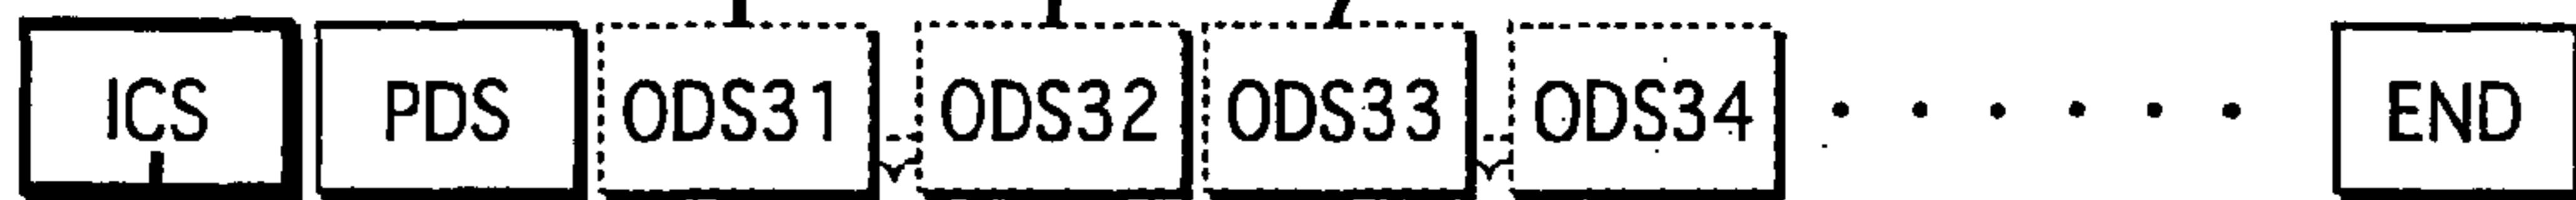 ICS PDS ODS31 ODS32 ODS33 ODS34 · · · · · · END